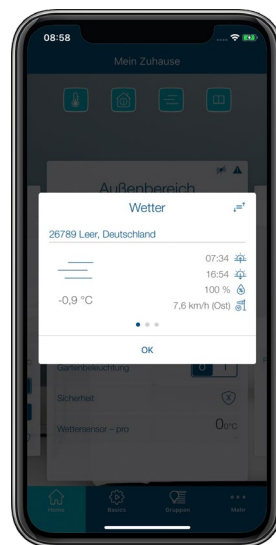 08:58
Mein Zuhause
Außenbereich
Wetter
26789 Leer, Deutschland
07:34
16:54
100 %
-0,9 °C
7,6 km/h (Ost)
OK
Gartenbeleuchtung
0 I
Sicherheit
Wettersensor – pro
0,0 °C
Home
Basics
Gruppen
Mehr